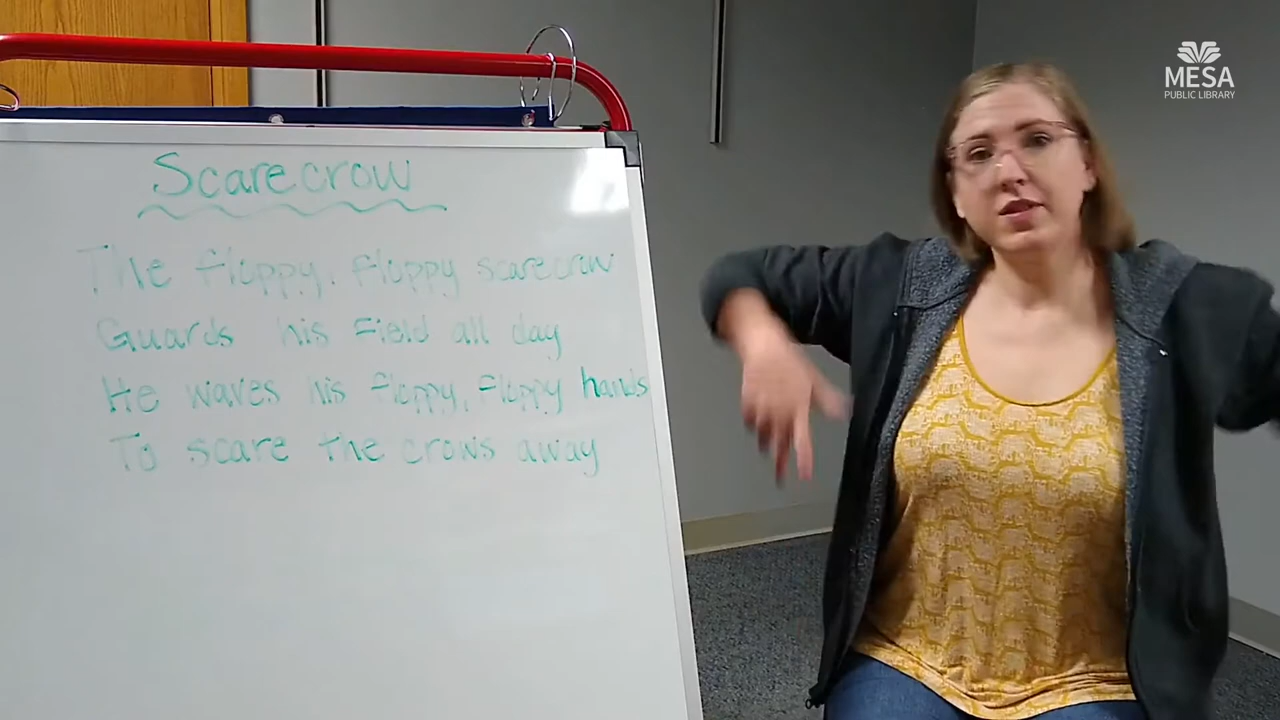 Scarecrow
The floppy, floppy scarecrow
Guards his field all day
He waves his floppy, floppy hands
To scare the crows away
MESA
PUBLIC LIBRARY